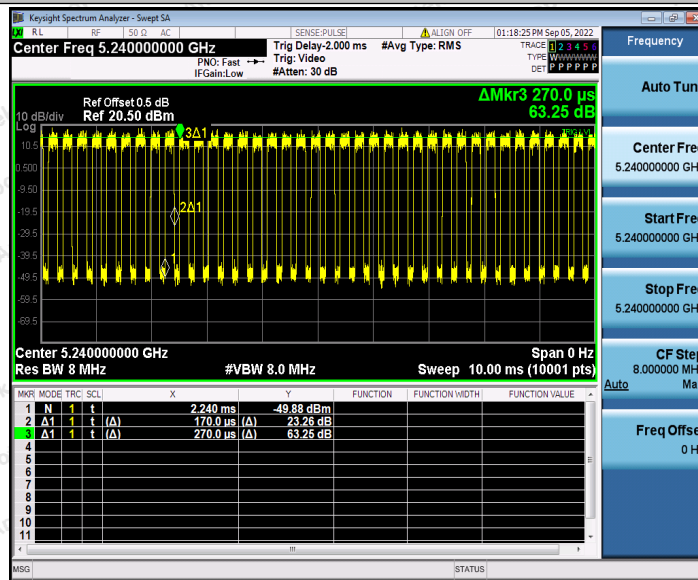 Keysight Spectrum Analyzer - Swept SA
RL RF 50 Ω AC SENSE:PULSE ALIGN OFF 01:18:25 PM Sep 05, 2022
Center Freq 5.240000000 GHz
PNO: Fast
IFGain:Low
Trig Delay-2.000 ms
Trig: Video
#Atten: 30 dB
#Avg Type: RMS
TRACE 1 2 3 4 5 6
TYPE WWWWWW
DET P P P P P P
Ref Offset 0.5 dB
10 dB/div Ref 20.50 dBm
ΔMkr3 270.0 µs
63.25 dB
Log
10.5
0.500
-9.50
-19.5
-29.5
-39.5
-49.5
-59.5
-69.5
3Δ1
2Δ1
1
TRIG LVL
Center 5.240000000 GHz Span 0 Hz
Res BW 8 MHz #VBW 8.0 MHz Sweep 10.00 ms (10001 pts)
MKR MODE TRC SCL X Y FUNCTION FUNCTION WIDTH FUNCTION VALUE
1 N 1 t 2.240 ms -49.88 dBm
2 Δ1 1 t (Δ) 170.0 µs (Δ) 23.26 dB
3 Δ1 1 t (Δ) 270.0 µs (Δ) 63.25 dB
4
5
6
7
8
9
10
11
MSG STATUS
Frequency
Auto Tun
Center Fre
5.240000000 GH
Start Fre
5.240000000 GH
Stop Fre
5.240000000 GH
CF Step
8.000000 MH
Auto Ma
Freq Offse
0 H